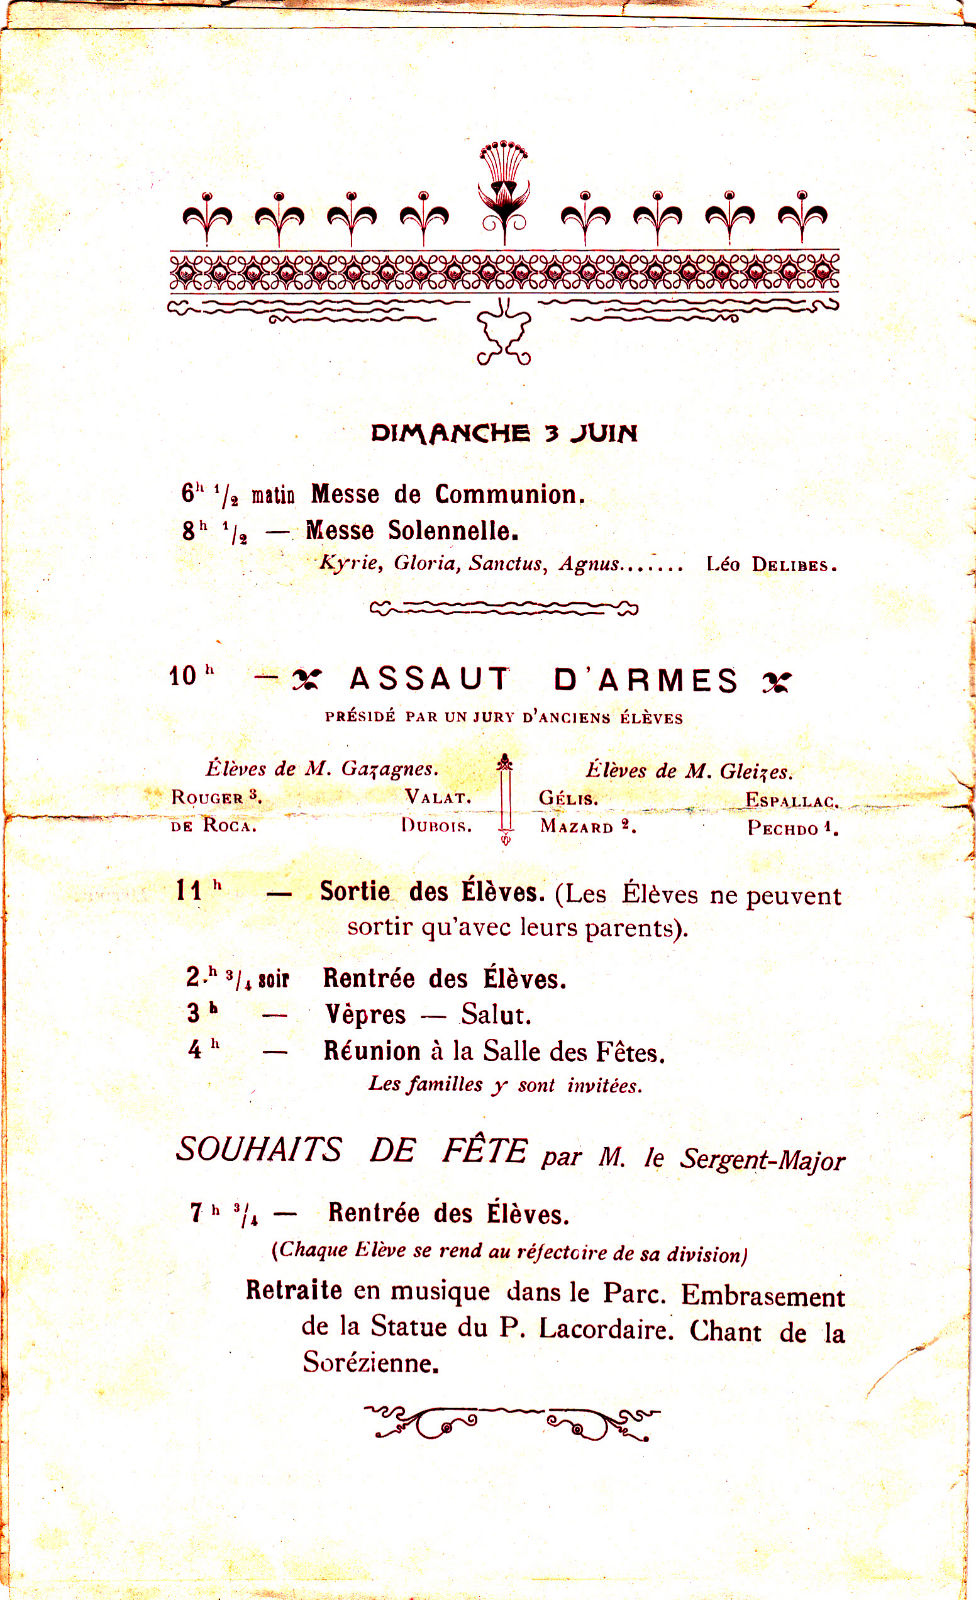 DIMANCHE 3 JUIN
6h 1/2 matin Messe de Communion.
8h 1/2 — Messe Solennelle.
Kyrie, Gloria, Sanctus, Agnus....... Léo DELIBES.
10h — ASSAUT D'ARMES
PRÉSIDÉ PAR UN JURY D'ANCIENS ÉLÈVES
Élèves de M. Gazagnes.
ROUGER 3. VALAT.
DE ROCA. DUBOIS.
Élèves de M. Gleizes.
GÉLIS. ESPALLAC.
MAZARD 2. PECHDO 1.
11h — Sortie des Élèves. (Les Élèves ne peuvent
sortir qu'avec leurs parents).
2h 3/4 soir Rentrée des Élèves.
3h — Vêpres — Salut.
4h — Réunion à la Salle des Fêtes.
Les familles y sont invitées.
SOUHAITS DE FÊTE par M. le Sergent-Major
7h 3/4 — Rentrée des Élèves.
(Chaque Elève se rend au réfectoire de sa division)
Retraite en musique dans le Parc. Embrasement
de la Statue du P. Lacordaire. Chant de la
Sorézienne.